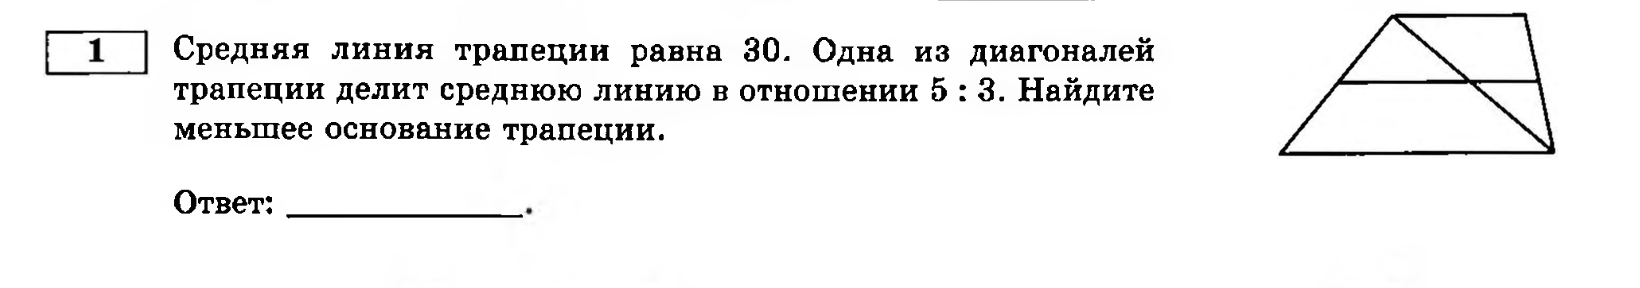 1
Средняя линия трапеции равна 30. Одна из диагоналей
трапеции делит среднюю линию в отношении 5 : 3. Найдите
меньшее основание трапеции.
Ответ: ______________.